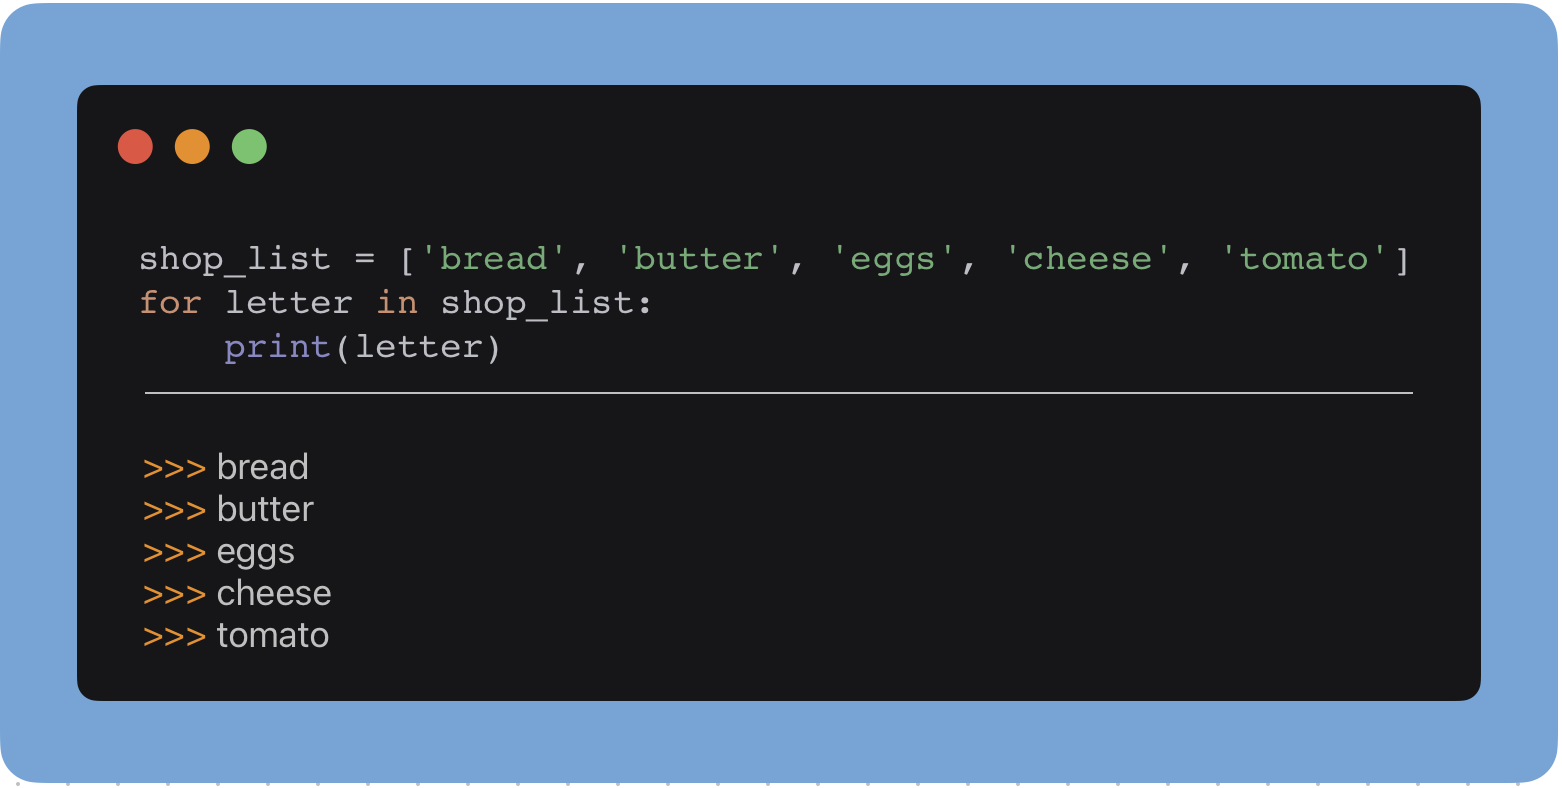 shop_list = ['bread', 'butter', 'eggs', 'cheese', 'tomato']
for letter in shop_list:
    print(letter)
>>> bread
>>> butter
>>> eggs
>>> cheese
>>> tomato